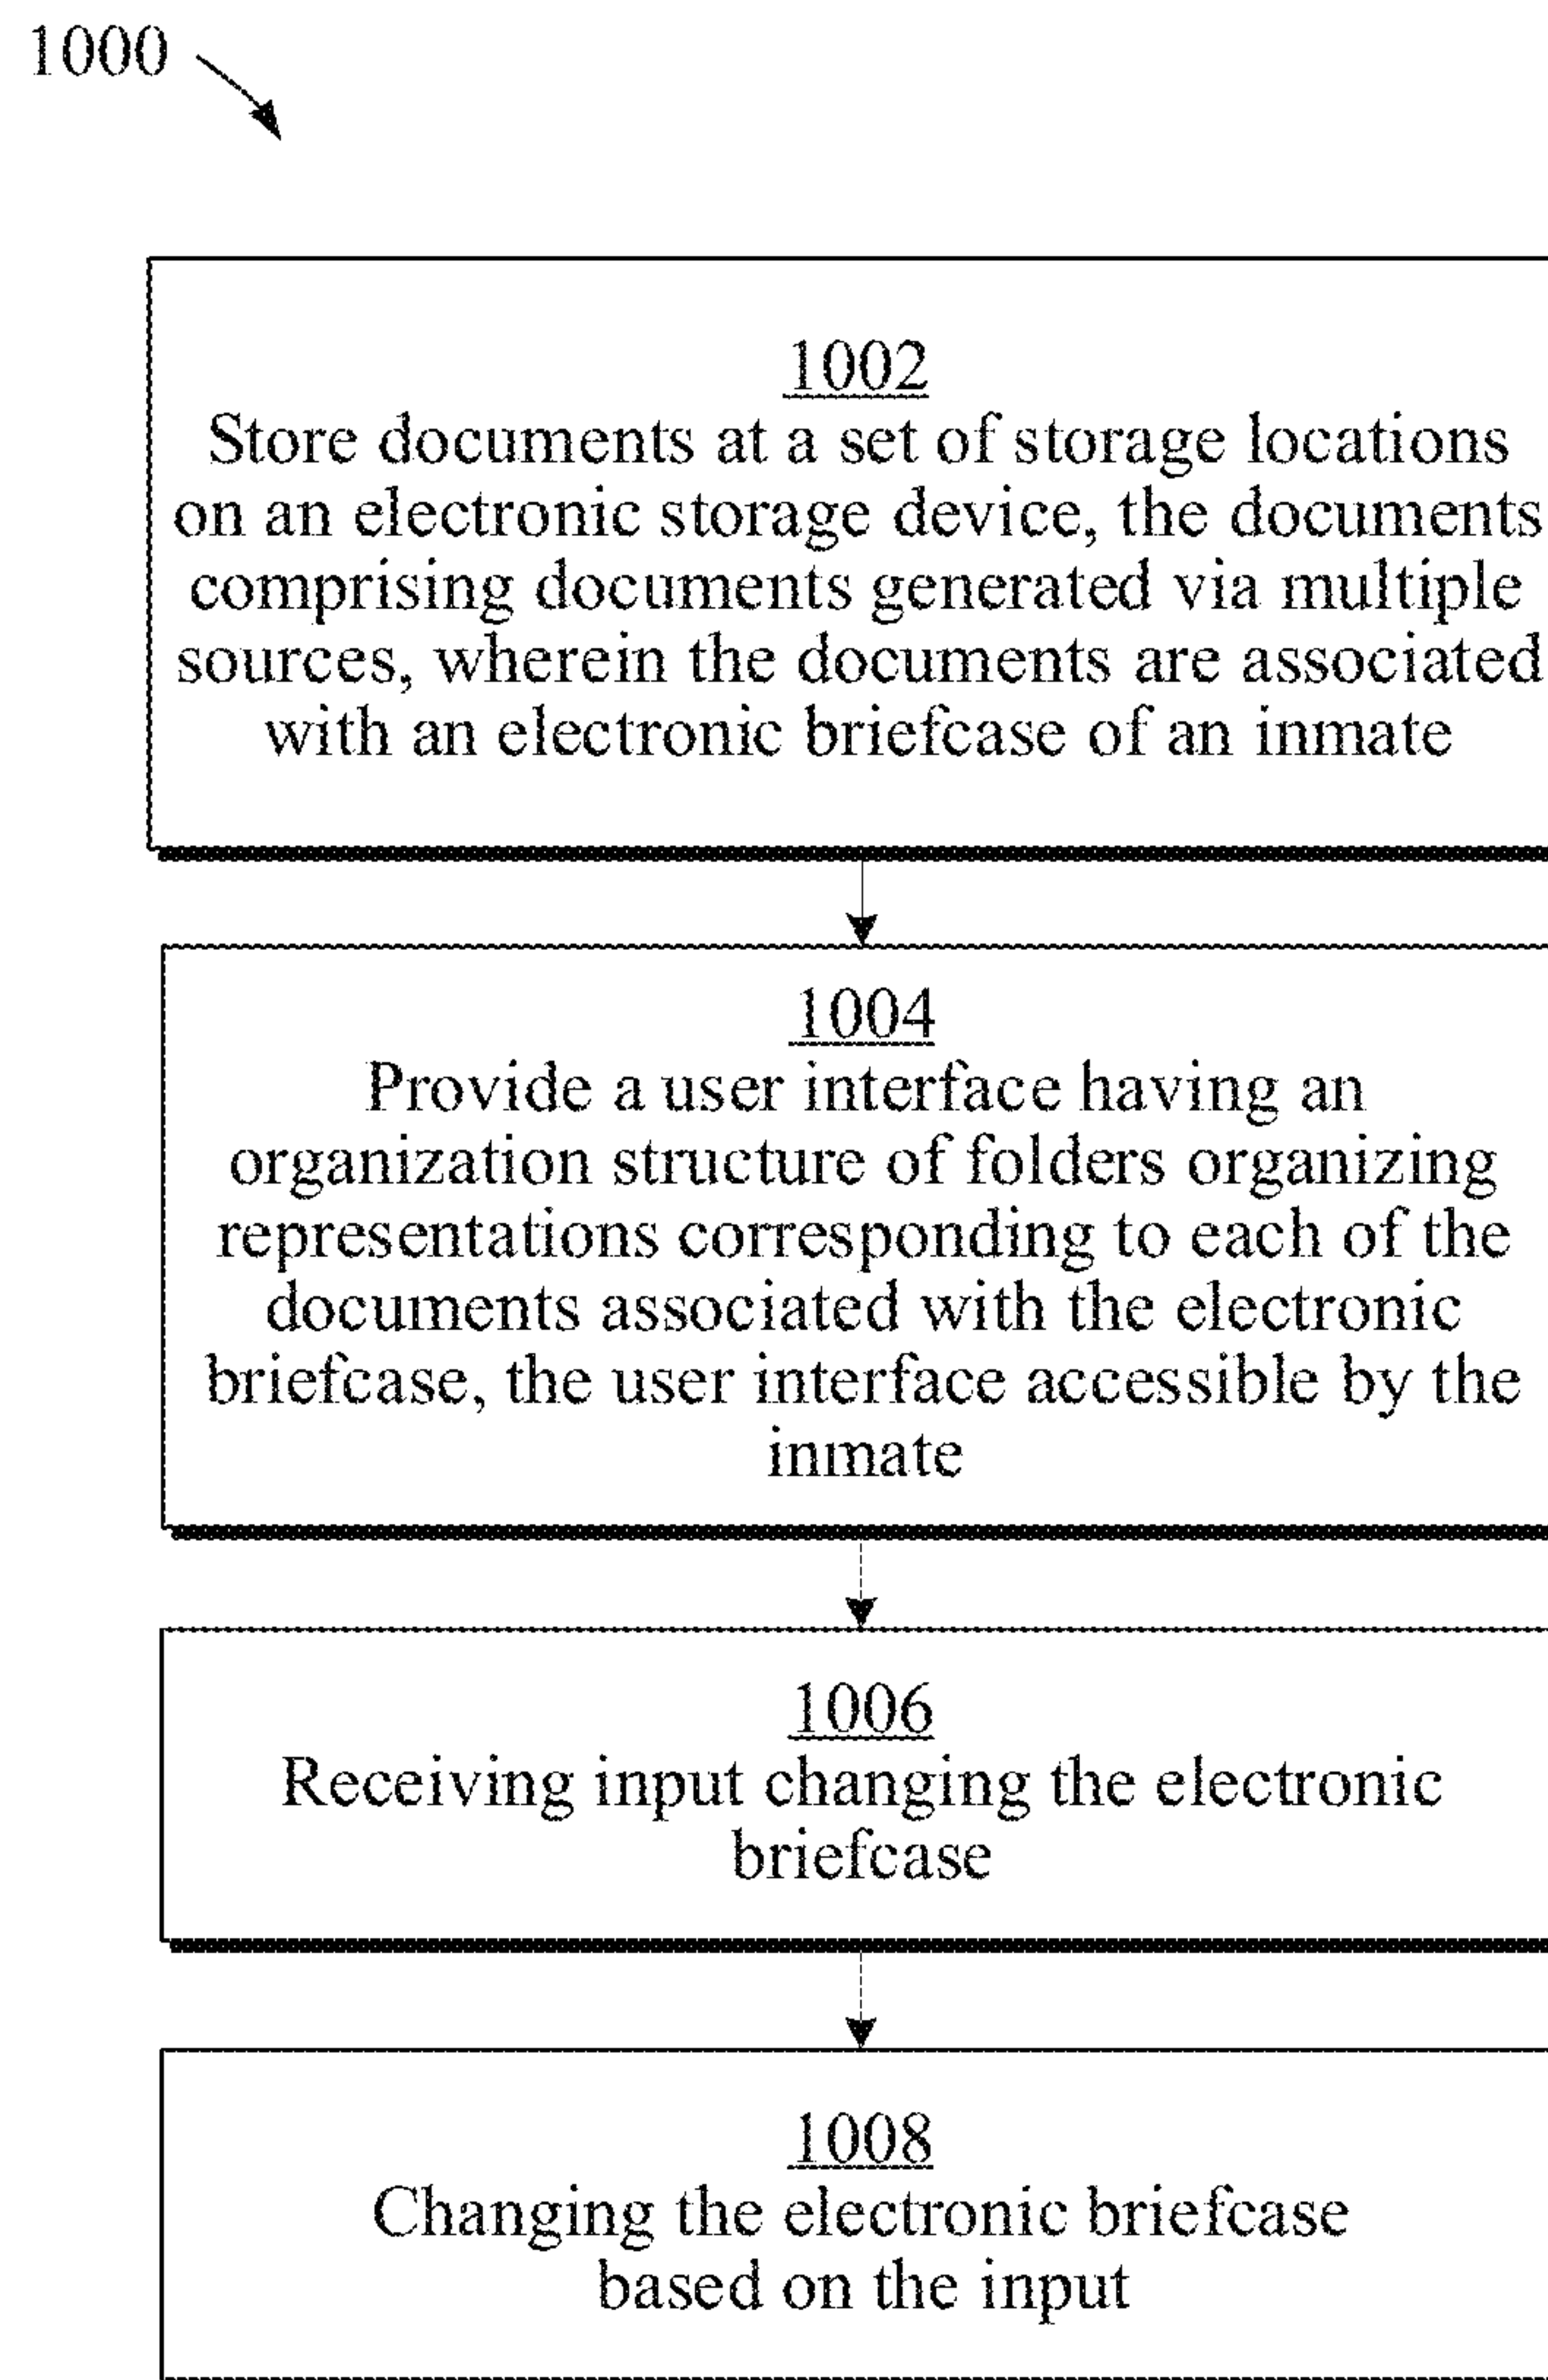 1000
1002
Store documents at a set of storage locations
on an electronic storage device, the documents
comprising documents generated via multiple
sources, wherein the documents are associated
with an electronic briefcase of an inmate
1004
Provide a user interface having an
organization structure of folders organizing
representations corresponding to each of the
documents associated with the electronic
briefcase, the user interface accessible by the
inmate
1006
Receiving input changing the electronic
briefcase
1008
Changing the electronic briefcase
based on the input